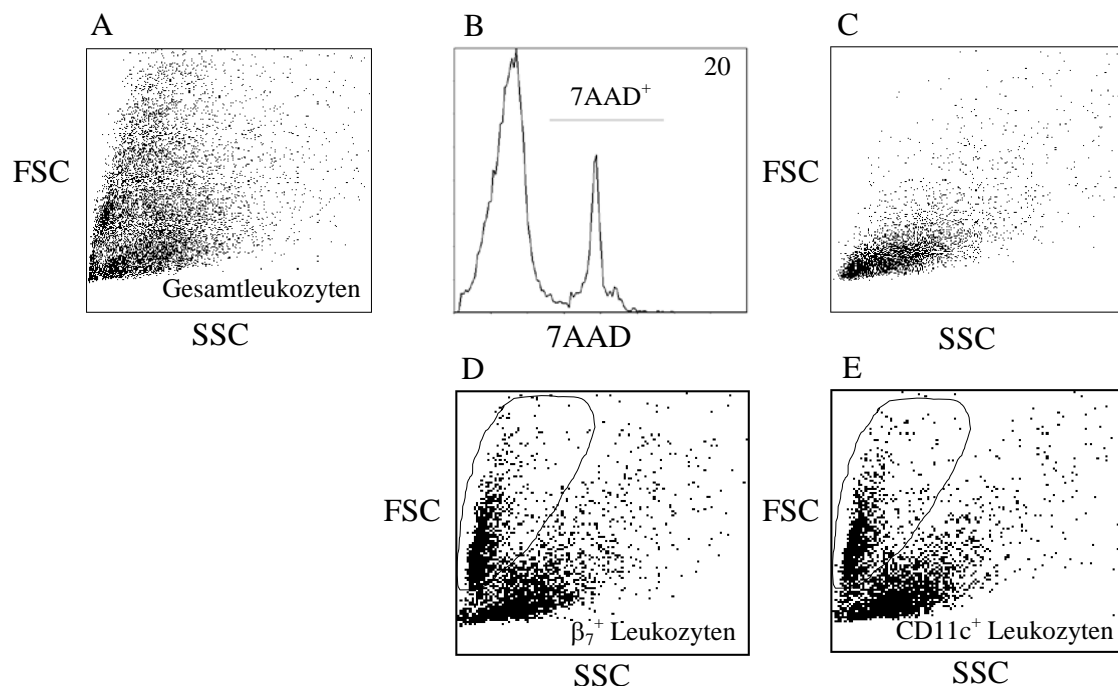 A
B
C
FSC
20
7AAD⁺
FSC
Gesamtleukozyten
SSC
7AAD
SSC
D
E
FSC
FSC
β₇⁺ Leukozyten
CD11c⁺ Leukozyten
SSC
SSC